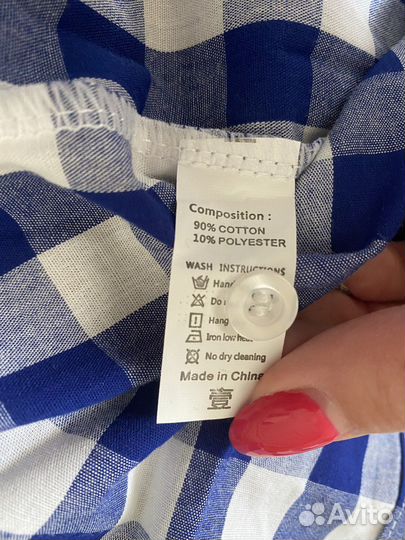 Composition :
90% COTTON
10% POLYESTER
WASH INSTRUCTIONS
Hand
Do
Hang
Iron low heat
No dry cleaning
Made in China
壹
Avito